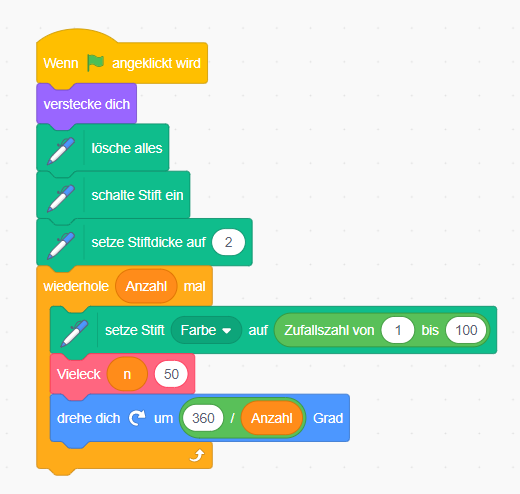 Wenn angeklickt wird
verstecke dich
lösche alles
schalte Stift ein
setze Stiftdicke auf 2
wiederhole Anzahl mal
setze Stift Farbe auf Zufallszahl von 1 bis 100
Vieleck n 50
drehe dich um 360 / Anzahl Grad